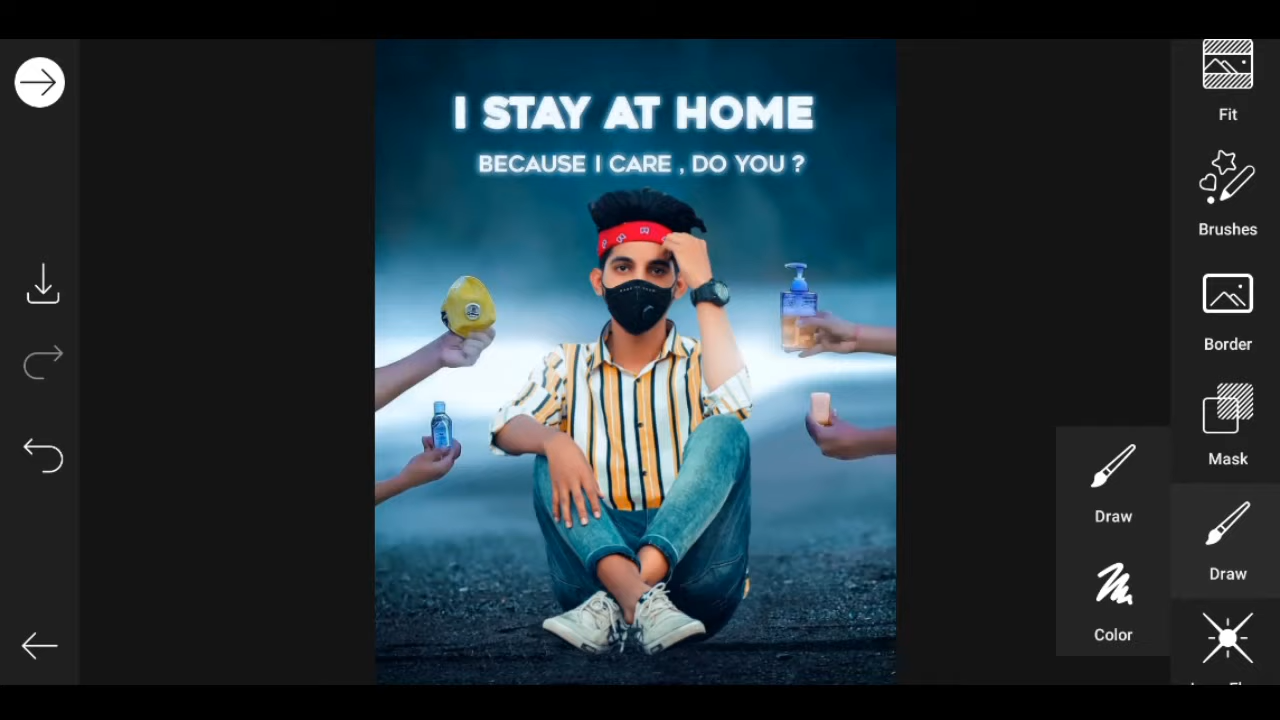 I STAY AT HOME
BECAUSE I CARE , DO YOU ?
Fit
Brushes
Border
Mask
Draw
Draw
Color